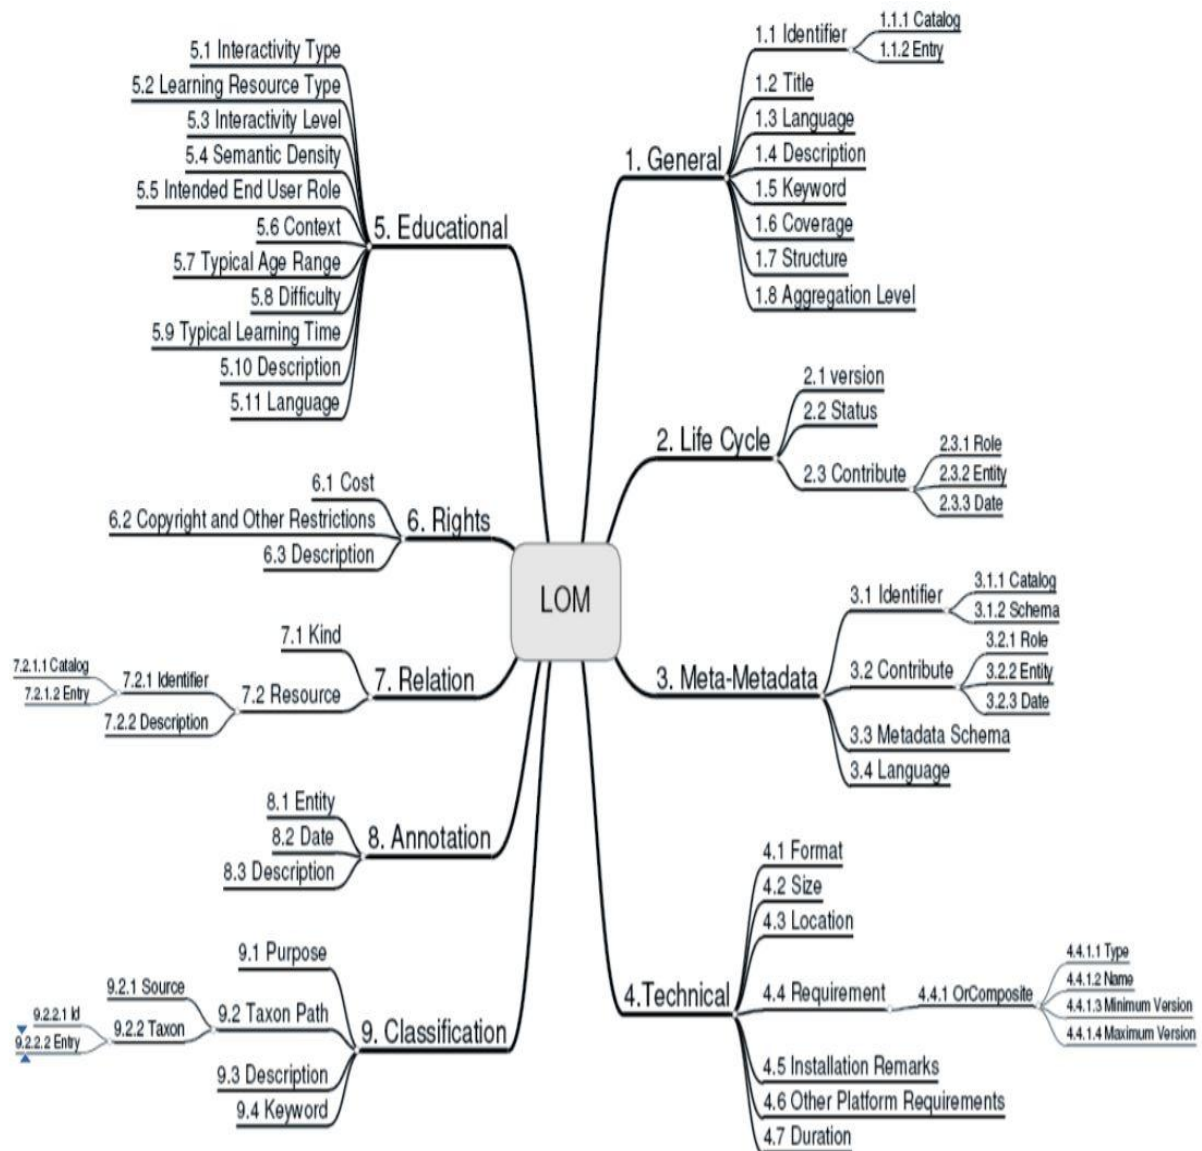 LOM
1. General
1.1 Identifier
1.1.1 Catalog
1.1.2 Entry
1.2 Title
1.3 Language
1.4 Description
1.5 Keyword
1.6 Coverage
1.7 Structure
1.8 Aggregation Level
2. Life Cycle
2.1 version
2.2 Status
2.3 Contribute
2.3.1 Role
2.3.2 Entity
2.3.3 Date
3. Meta-Metadata
3.1 Identifier
3.1.1 Catalog
3.1.2 Schema
3.2 Contribute
3.2.1 Role
3.2.2 Entity
3.2.3 Date
3.3 Metadata Schema
3.4 Language
4.Technical
4.1 Format
4.2 Size
4.3 Location
4.4 Requirement
4.4.1 OrComposite
4.4.1.1 Type
4.4.1.2 Name
4.4.1.3 Minimum Version
4.4.1.4 Maximum Version
4.5 Installation Remarks
4.6 Other Platform Requirements
4.7 Duration
5. Educational
5.1 Interactivity Type
5.2 Learning Resource Type
5.3 Interactivity Level
5.4 Semantic Density
5.5 Intended End User Role
5.6 Context
5.7 Typical Age Range
5.8 Difficulty
5.9 Typical Learning Time
5.10 Description
5.11 Language
6. Rights
6.1 Cost
6.2 Copyright and Other Restrictions
6.3 Description
7. Relation
7.1 Kind
7.2 Resource
7.2.1 Identifier
7.2.1.1 Catalog
7.2.1.2 Entry
7.2.2 Description
8. Annotation
8.1 Entity
8.2 Date
8.3 Description
9. Classification
9.1 Purpose
9.2 Taxon Path
9.2.1 Source
9.2.2 Taxon
9.2.2.1 Id
9.2.2.2 Entry
9.3 Description
9.4 Keyword